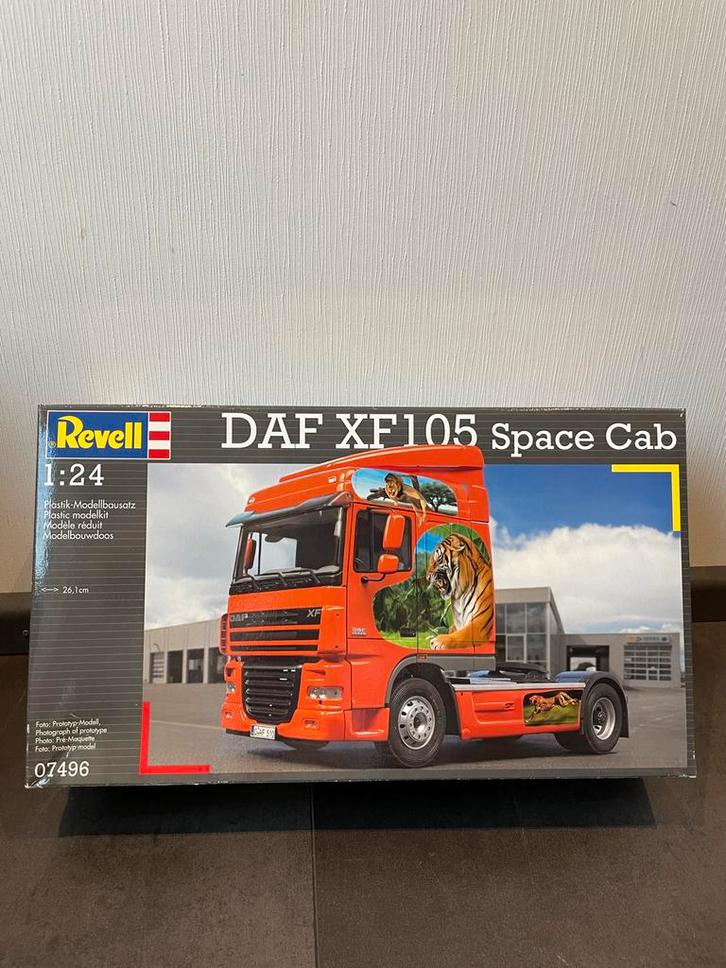 Revell
DAF XF105 Space Cab
1:24
Plastik-Modellbausatz
Plastic modelkit
Modèle réduit
Modelbouwdoos
26,1cm
DAF
XF
DAF
Foto: Prototyp-Modell,
Photograph of prototype
Photo: Pré-Maquette
Foto: Prototyp-model
07496